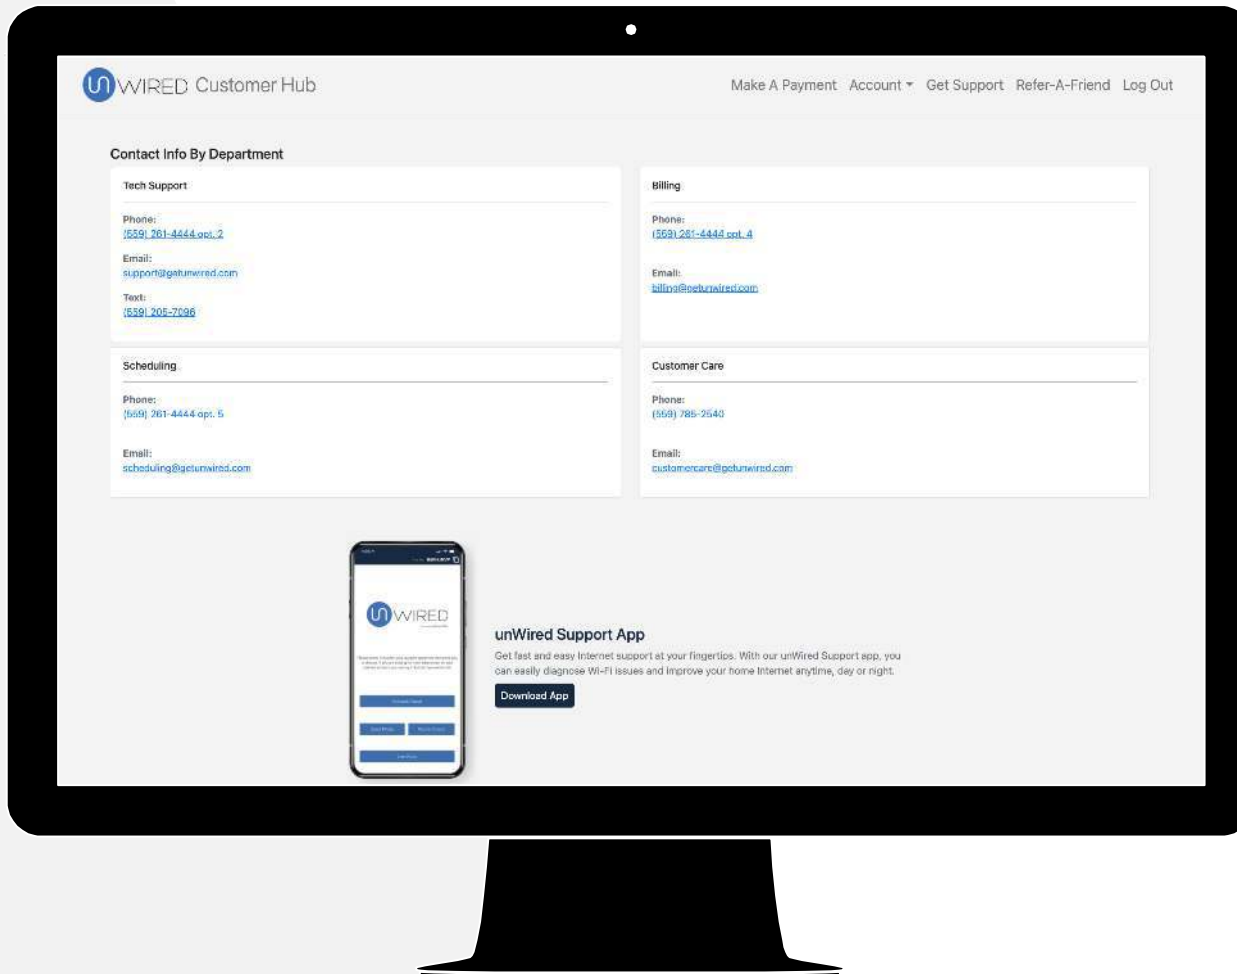 unWIRED Customer Hub
Make A Payment Account Get Support Refer-A-Friend Log Out
Contact Info By Department
Tech Support
Phone:
(559) 261-4444 opt. 2
Email:
support@getunwired.com
Text:
(559) 205-7096
Billing
Phone:
(559) 261-4444 opt. 4
Email:
billing@getunwired.com
Scheduling
Phone:
(559) 261-4444 opt. 5
Email:
scheduling@getunwired.com
Customer Care
Phone:
(559) 785-2540
Email:
customercare@getunwired.com
unWIRED
unWired Support App
Get fast and easy Internet support at your fingertips. With our unWired Support app, you
can easily diagnose Wi-Fi issues and improve your home Internet anytime, day or night.
Download App